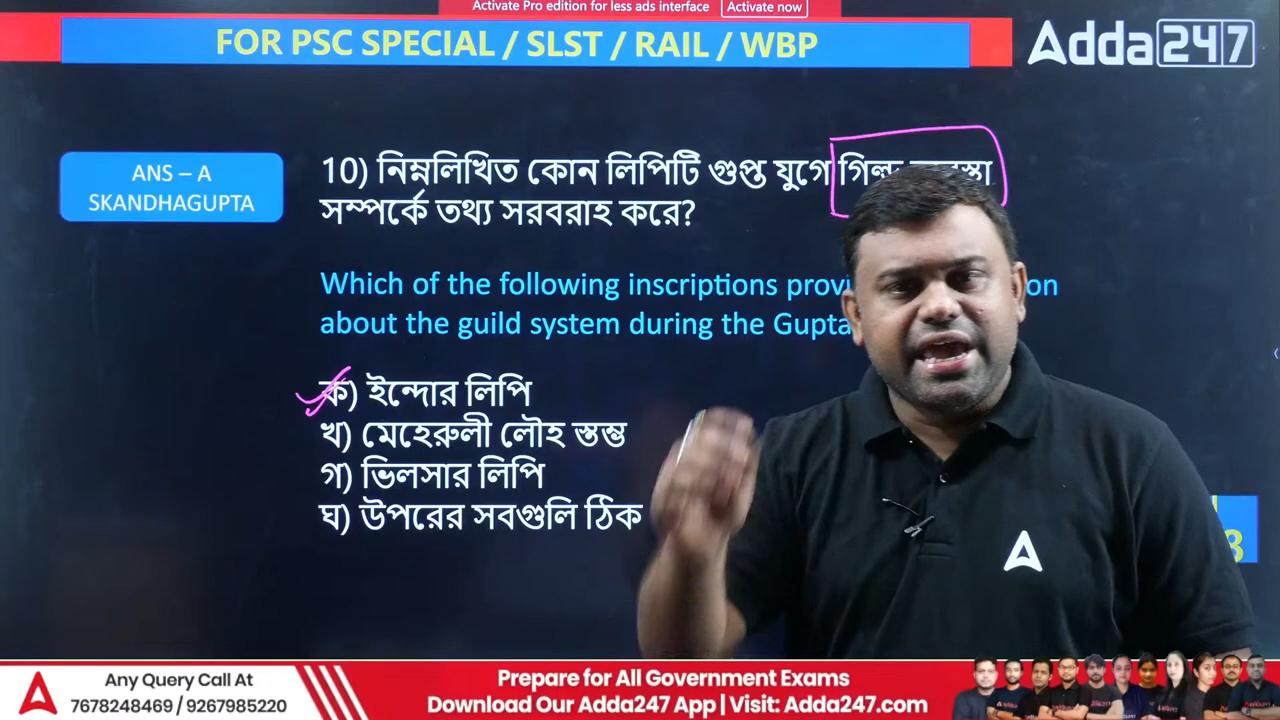 Activate Pro edition for less ads interface Activate now
FOR PSC SPECIAL / SLST / RAIL / WBP
Adda247
ANS – A
SKANDHAGUPTA
10) নিম্নলিখিত কোন লিপিটি গুপ্ত যুগে
সম্পর্কে তথ্য সরবরাহ করে?
Which of the following inscriptions
about the guild system during the Gupta
ক) ইন্দোর লিপি
খ) মেহেরুলী লৌহ স্তম্ভ
গ) ভিলসার লিপি
ঘ) উপরের সবগুলি ঠিক
Any Query Call At
7678248469 / 9267985220
Prepare for All Government Exams
Download Our Adda247 App | Visit: Adda247.com